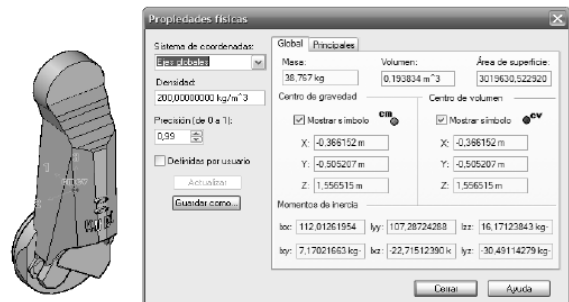 Propiedades físicas
Sistema de coordenadas:
Ejes globales
Densidad:
200,00000000 kg/m^3
Precisión (de 0 a 1):
0,99
Definidas por usuario
Actualizar
Guardar como...
Global Principales
Masa: Volumen: Área de superficie:
38,767 kg 0,193834 m^3 3019630,522920
Centro de gravedad Centro de volumen
Mostrar símbolo cm Mostrar símbolo cv
X: -0,366152 m X: -0,366152 m
Y: -0,505207 m Y: -0,505207 m
Z: 1,556515 m Z: 1,556515 m
Momentos de inercia
Ixx: 112,01261954 Iyy: 107,28724288 Izz: 16,17123843 kg-
Ixy: 7,17021663 kg- Ixz: -22,71512390 k Iyz: -30,49114279 kg-
Cerrar Ayuda